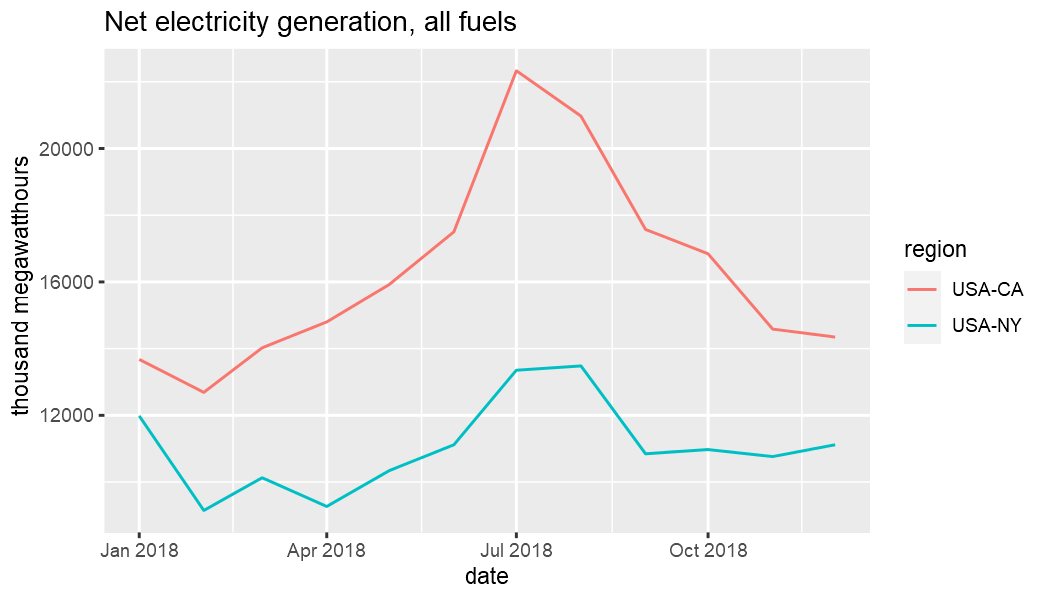 Net electricity generation, all fuels
thousand megawatthours
20000
16000
12000
Jan 2018
Apr 2018
Jul 2018
Oct 2018
date
region
USA-CA
USA-NY